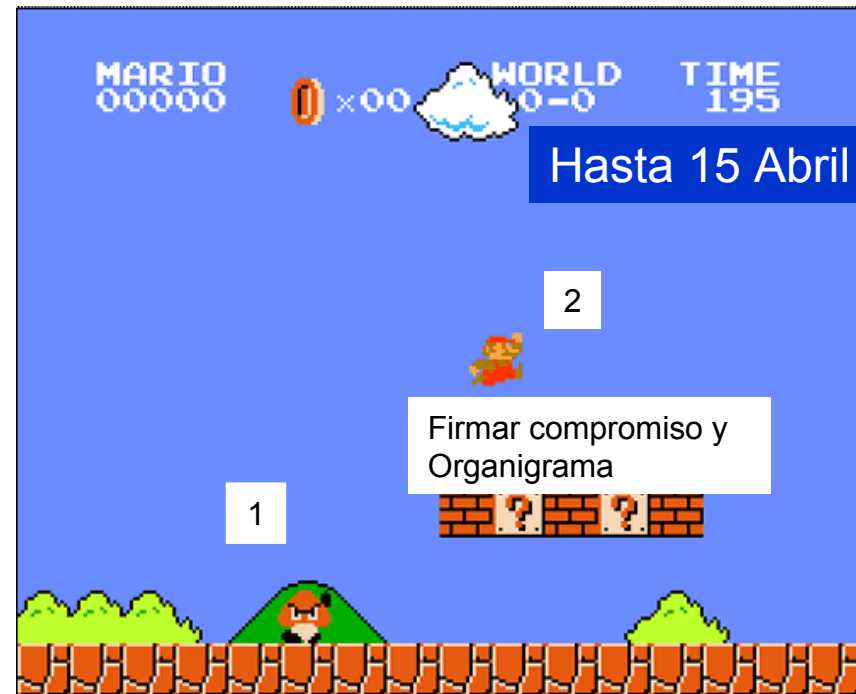 MARIO WORLD TIME
00000 ×00 0-0 195
Hasta 15 Abril
2
Firmar compromiso y
Organigrama
1
? ?